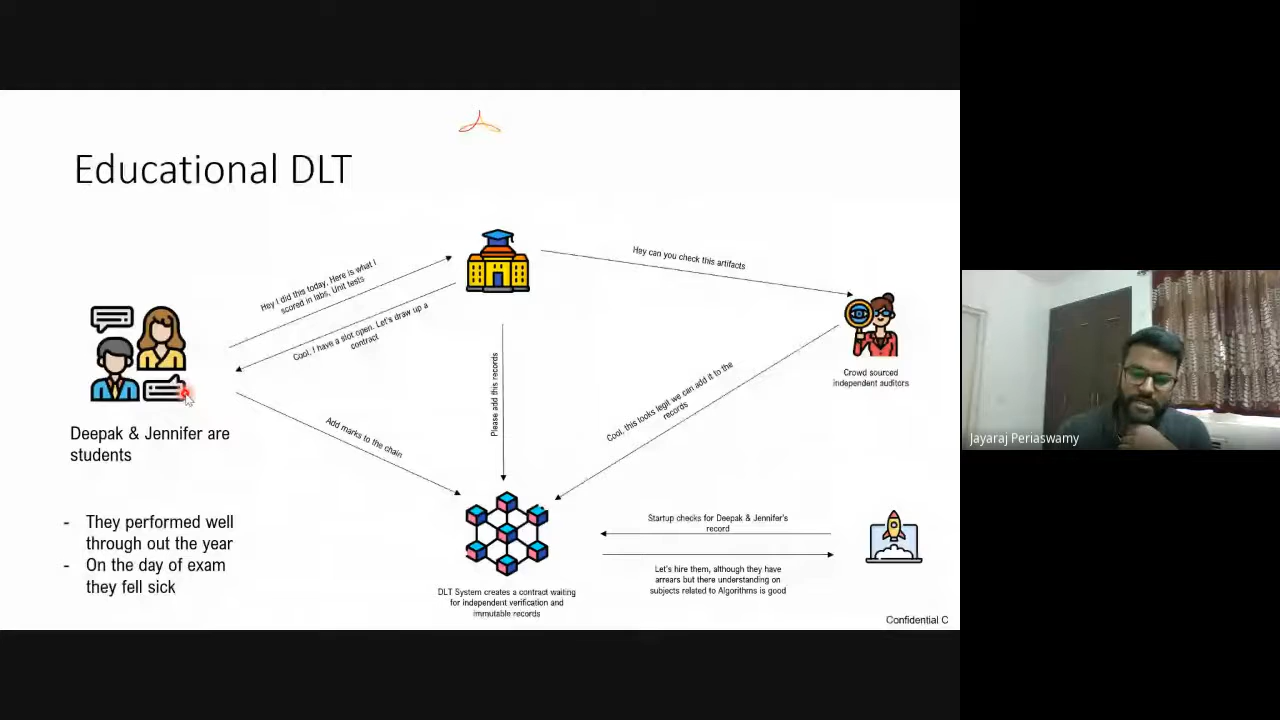 Educational DLT
Hey I did this today, Here is what I
scored in labs, Unit tests
Cool, I have a slot open. Let's draw up a
contract
Hey can you check this artifacts
Crowd sourced
independent auditors
Please add this records
Cool, this looks legit we can add it to the
records
Add marks to the chain
Deepak & Jennifer are
students
- They performed well
through out the year
- On the day of exam
they fell sick
DLT System creates a contract waiting
for independent verification and
immutable records
Startup checks for Deepak & Jennifer's
record
Let's hire them, although they have
arrears but there understanding on
subjects related to Algorithms is good
Confidential C
Jayaraj Periaswamy